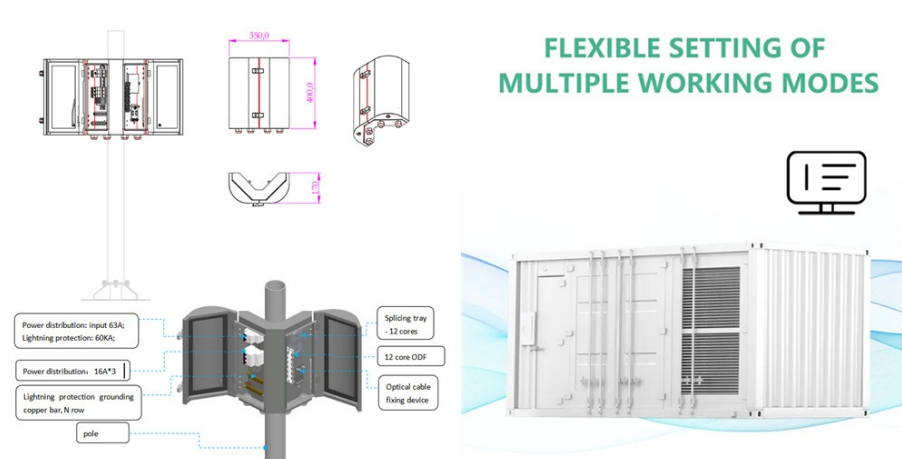 350,0
400,0
170
Power distribution: input 63A;
Lightning protection: 60KA;
Power distribution: 16A*3
Lightning protection grounding
copper bar, N row
pole
Splicing tray
- 12 cores
12 core ODF
Optical cable
fixing device
FLEXIBLE SETTING OF
MULTIPLE WORKING MODES